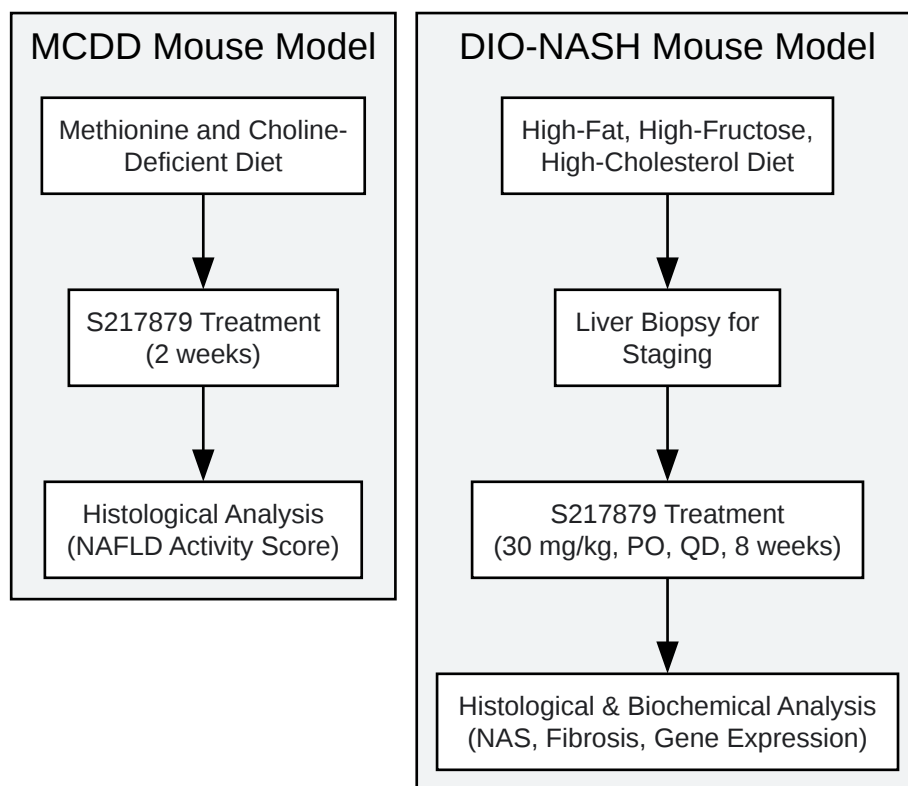 MCDD Mouse Model
Methionine and Choline-
Deficient Diet
S217879 Treatment
(2 weeks)
Histological Analysis
(NAFLD Activity Score)
DIO-NASH Mouse Model
High-Fat, High-Fructose,
High-Cholesterol Diet
Liver Biopsy for
Staging
S217879 Treatment
(30 mg/kg, PO, QD, 8 weeks)
Histological & Biochemical Analysis
(NAS, Fibrosis, Gene Expression)